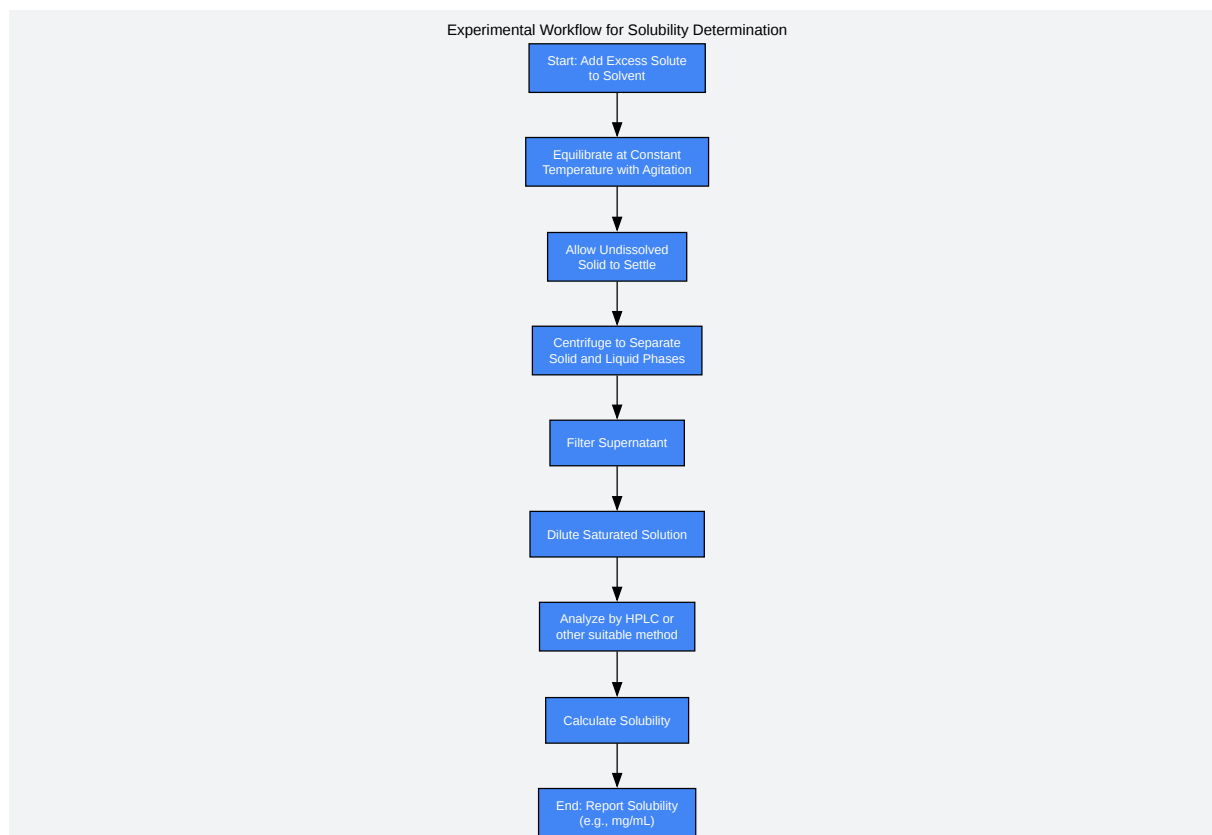 Experimental Workflow for Solubility Determination
Start: Add Excess Solute
to Solvent
Equilibrate at Constant
Temperature with Agitation
Allow Undissolved
Solid to Settle
Centrifuge to Separate
Solid and Liquid Phases
Filter Supernatant
Dilute Saturated Solution
Analyze by HPLC or
other suitable method
Calculate Solubility
End: Report Solubility
(e.g., mg/mL)